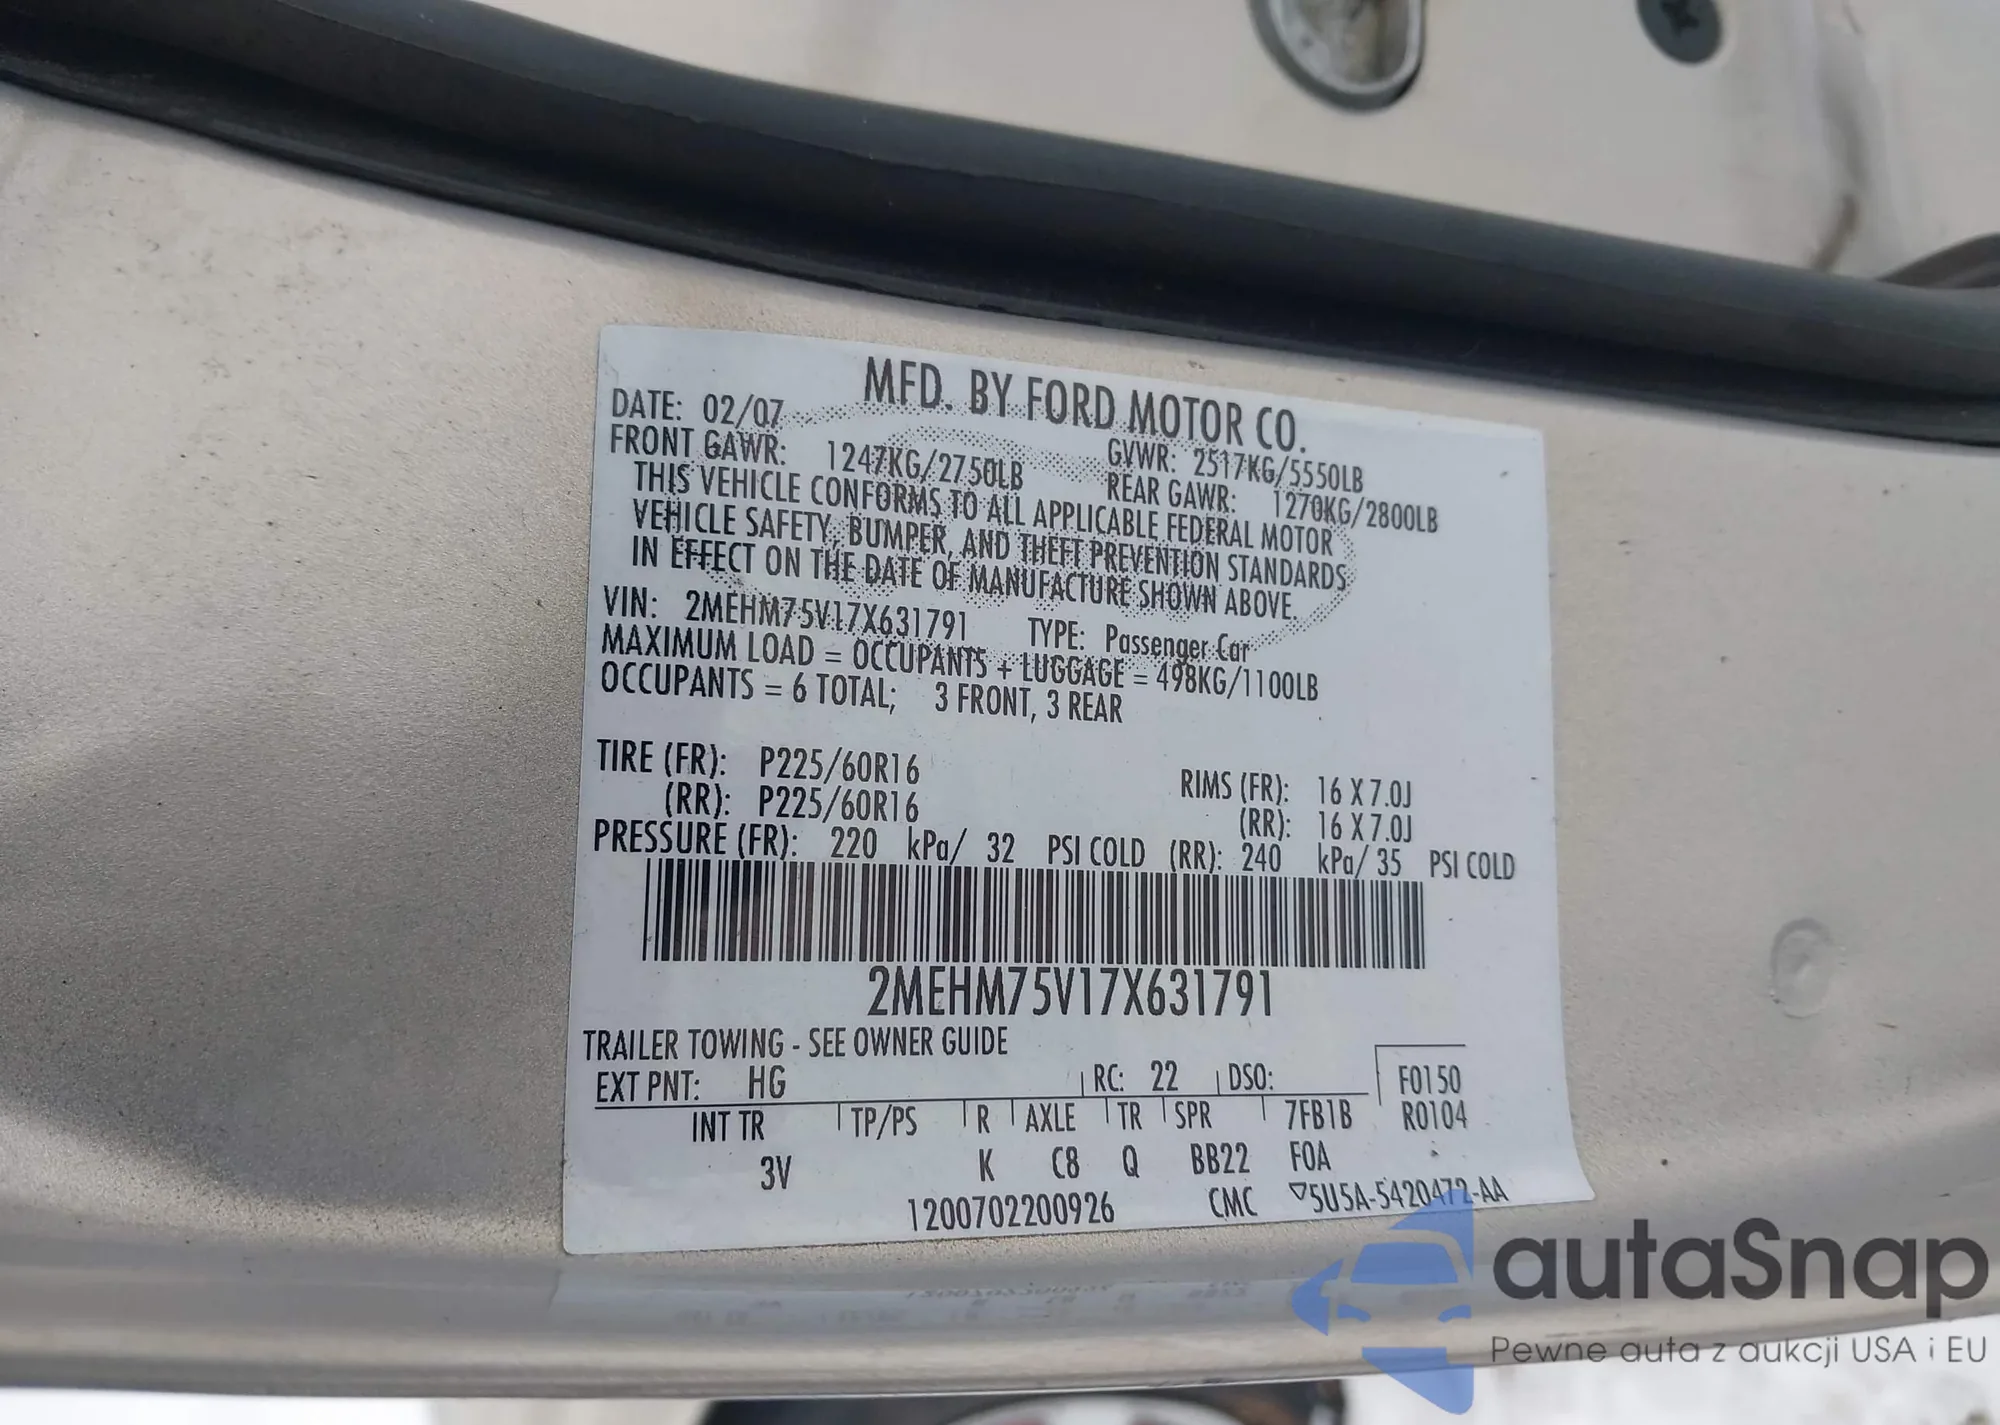 MFD. BY FORD MOTOR CO.
DATE: 02/07
GVWR: 2517KG/5550LB
FRONT GAWR: 1247KG/2750LB
REAR GAWR: 1270KG/2800LB
THIS VEHICLE CONFORMS TO ALL APPLICABLE FEDERAL MOTOR
VEHICLE SAFETY, BUMPER, AND THEFT PREVENTION STANDARDS
IN EFFECT ON THE DATE OF MANUFACTURE SHOWN ABOVE.
VIN: 2MEHM75V17X631791 TYPE: Passenger Car
MAXIMUM LOAD = OCCUPANTS + LUGGAGE = 498KG/1100LB
OCCUPANTS = 6 TOTAL; 3 FRONT, 3 REAR
TIRE (FR): P225/60R16 RIMS (FR): 16 X 7.0J
(RR): P225/60R16 (RR): 16 X 7.0J
PRESSURE (FR): 220 kPa/ 32 PSI COLD (RR): 240 kPa/ 35 PSI COLD
2MEHM75V17X631791
TRAILER TOWING - SEE OWNER GUIDE
EXT PNT: HG RC: 22 DSO: F0150
INT TR TP/PS R AXLE TR SPR 7FB1B R0104
3V K C8 Q BB22 FOA
1200702200926 CMC ▽5U5A-5420472-AA
autaSnap
Pewne auta z aukcji USA i EU